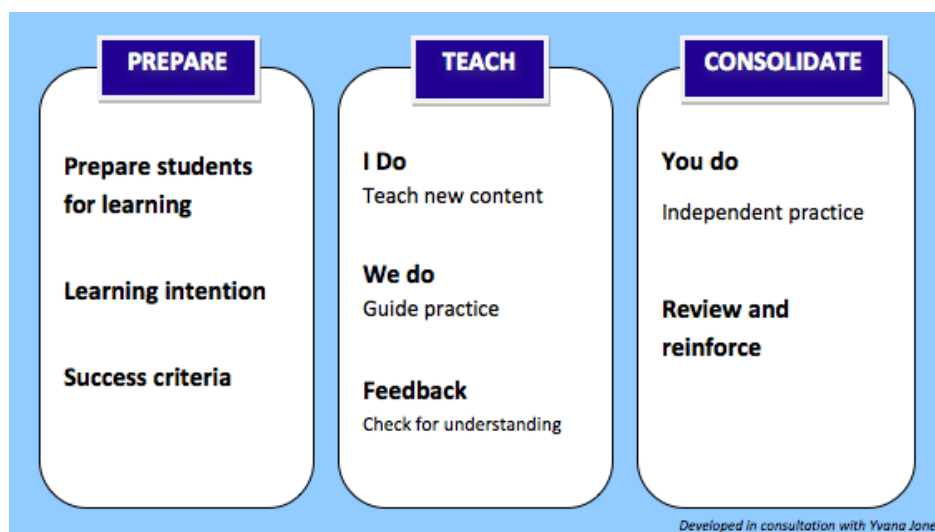 PREPARE
Prepare students
for learning
Learning intention
Success criteria
TEACH
I Do
Teach new content
We do
Guide practice
Feedback
Check for understanding
CONSOLIDATE
You do
Independent practice
Review and
reinforce
Developed in consultation with Yvana Jone